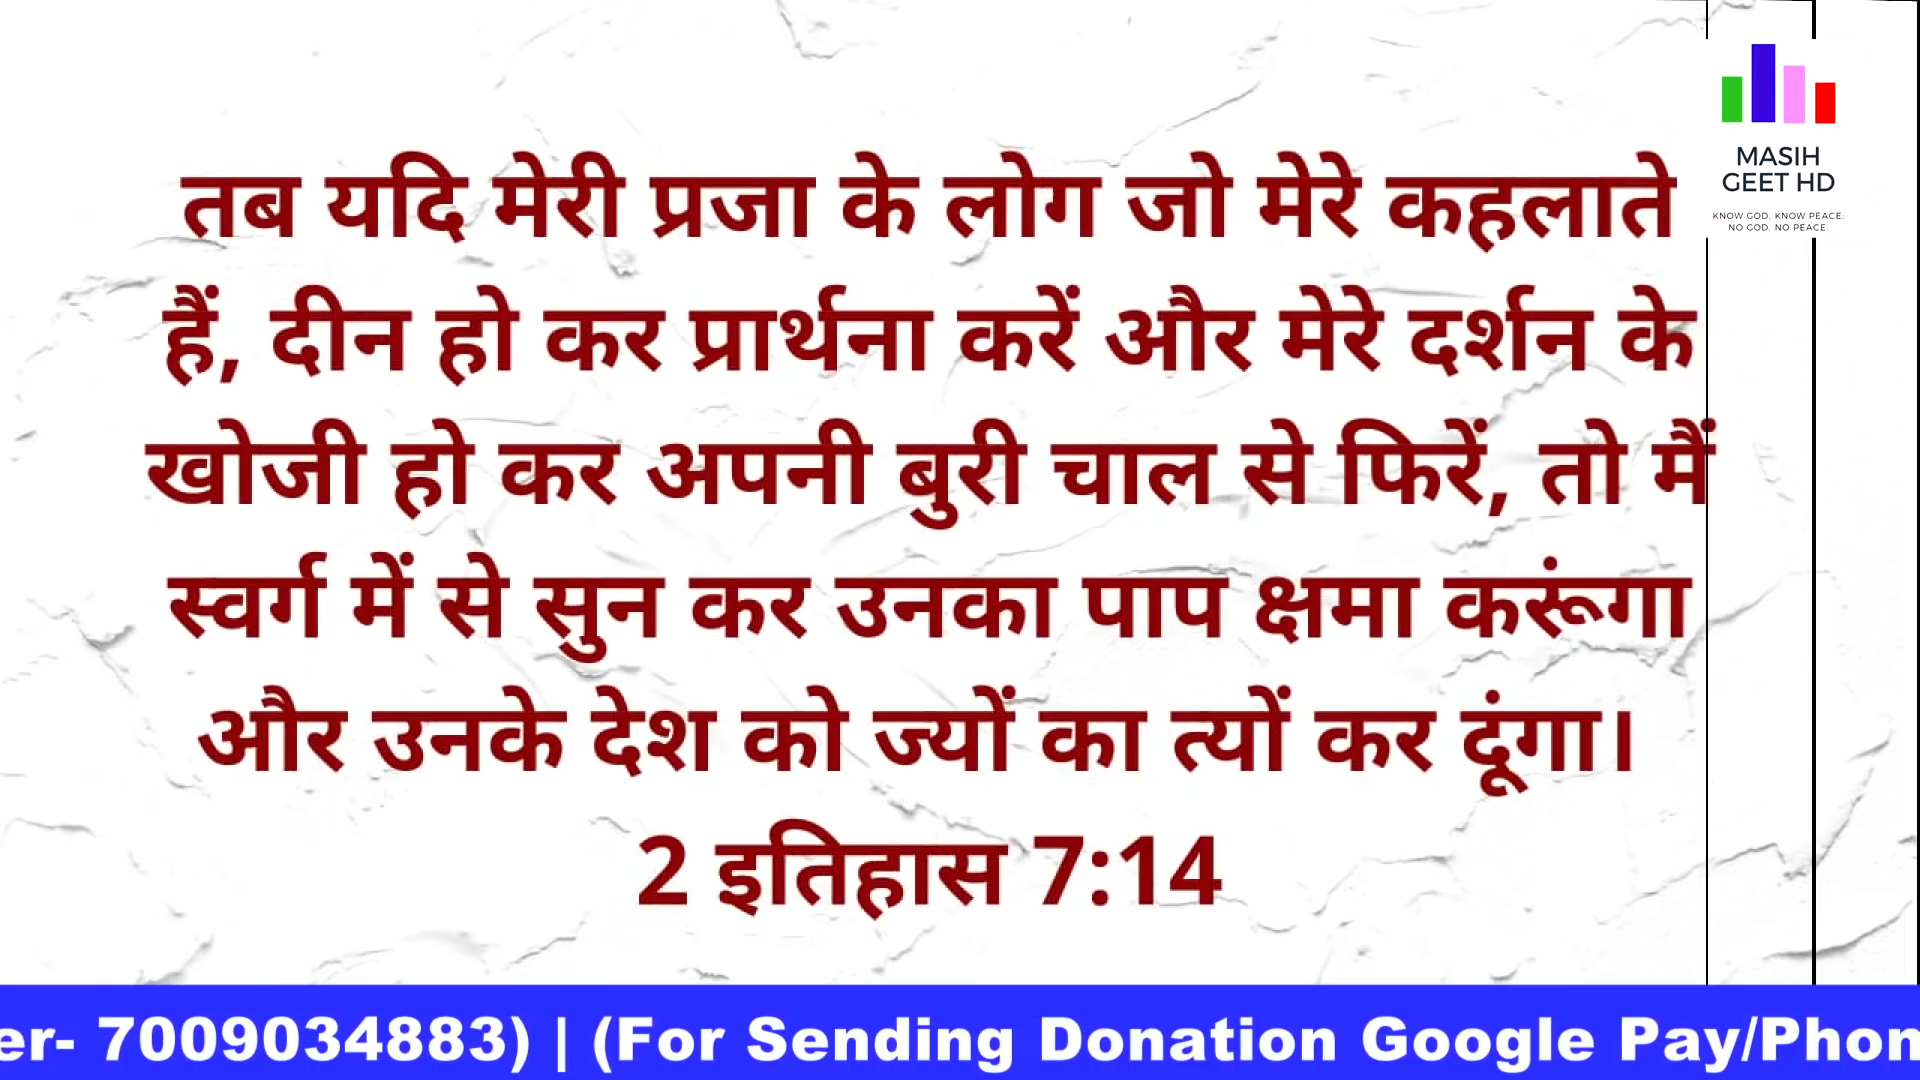 तब यदि मेरी प्रजा के लोग जो मेरे कहलाते
हैं, दीन हो कर प्रार्थना करें और मेरे दर्शन के
खोजी हो कर अपनी बुरी चाल से फिरें, तो मैं
स्वर्ग में से सुन कर उनका पाप क्षमा करूंगा
और उनके देश को ज्यों का त्यों कर दूंगा।
2 इतिहास 7:14
MASIH
GEET HD
KNOW GOD. KNOW PEACE.
NO GOD. NO PEACE.
er- 7009034883) | (For Sending Donation Google Pay/Phon